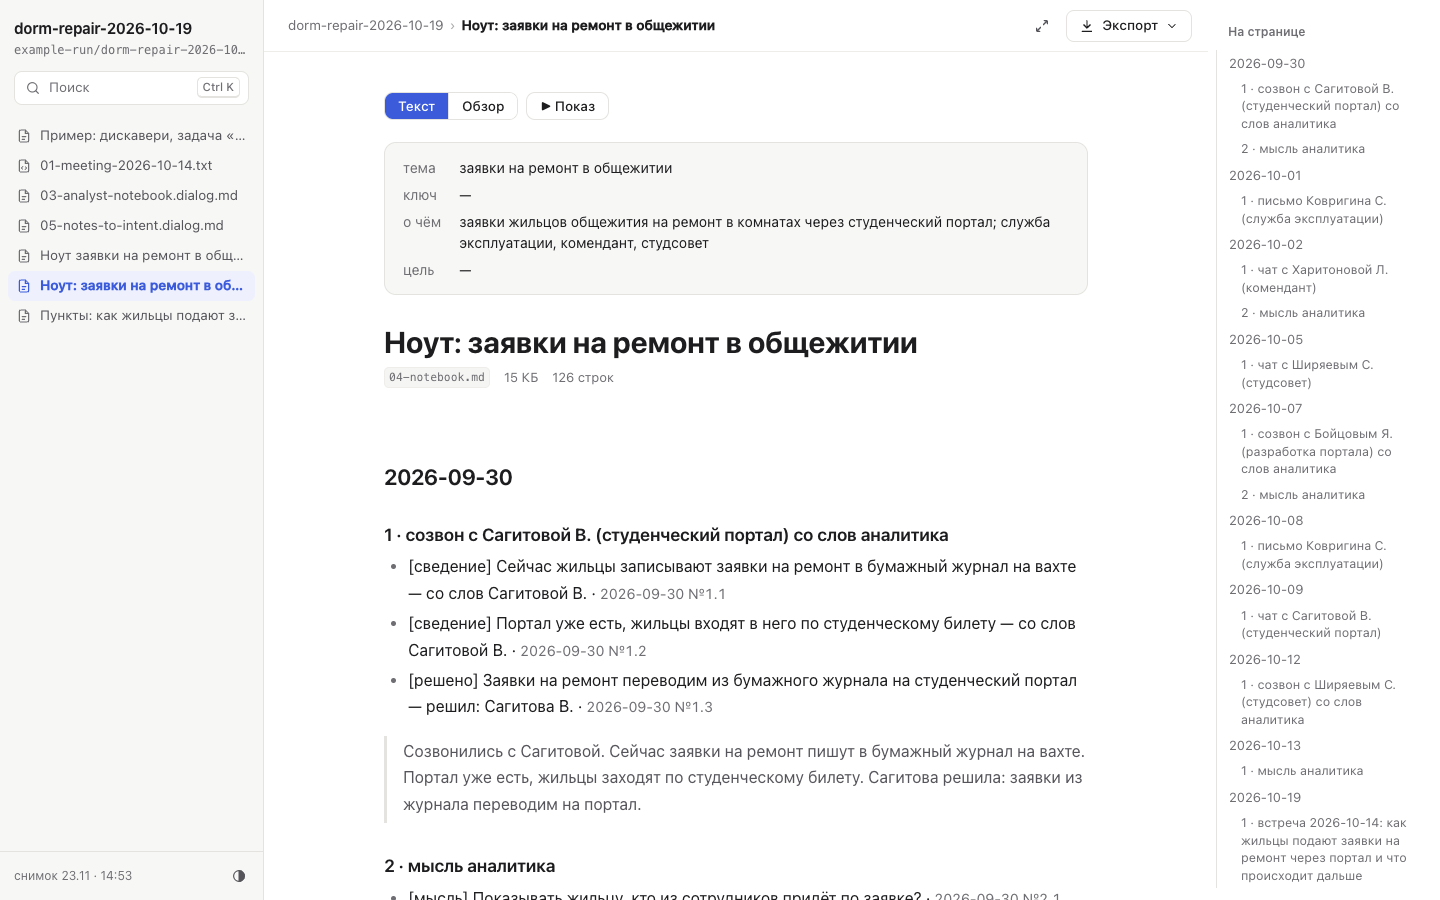 dorm-repair-2026-10-19
example-run/dorm-repair-2026-10…
Поиск
Ctrl K
Пример: дискавери, задача «…
01-meeting-2026-10-14.txt
03-analyst-notebook.dialog.md
05-notes-to-intent.dialog.md
Ноут заявки на ремонт в общ…
Ноут: заявки на ремонт в об…
Пункты: как жильцы подают з…
снимок 23.11 · 14:53
dorm-repair-2026-10-19 › Ноут: заявки на ремонт в общежитии
Экспорт
Текст
Обзор
Показ
тема заявки на ремонт в общежитии
ключ —
о чём заявки жильцов общежития на ремонт в комнатах через студенческий портал; служба
эксплуатации, комендант, студсовет
цель —
Ноут: заявки на ремонт в общежитии
04-notebook.md 15 КБ 126 строк
2026-09-30
1 · созвон с Сагитовой В. (студенческий портал) со слов аналитика
• [сведение] Сейчас жильцы записывают заявки на ремонт в бумажный журнал на вахте
— со слов Сагитовой В. · 2026-09-30 №1.1
• [сведение] Портал уже есть, жильцы входят в него по студенческому билету — со слов
Сагитовой В. · 2026-09-30 №1.2
• [решено] Заявки на ремонт переводим из бумажного журнала на студенческий портал
— решил: Сагитова В. · 2026-09-30 №1.3
Созвонились с Сагитовой. Сейчас заявки на ремонт пишут в бумажный журнал на вахте.
Портал уже есть, жильцы заходят по студенческому билету. Сагитова решила: заявки из
журнала переводим на портал.
2 · мысль аналитика
• [мысль] Показывать жильцу, кто из сотрудников придёт по заявке? · 2026-09-30 №2.1
На странице
2026-09-30
1 · созвон с Сагитовой В.
(студенческий портал) со
слов аналитика
2 · мысль аналитика
2026-10-01
1 · письмо Ковригина С.
(служба эксплуатации)
2026-10-02
1 · чат с Харитоновой Л.
(комендант)
2 · мысль аналитика
2026-10-05
1 · чат с Ширяевым С.
(студсовет)
2026-10-07
1 · созвон с Бойцовым Я.
(разработка портала) со
слов аналитика
2 · мысль аналитика
2026-10-08
1 · письмо Ковригина С.
(служба эксплуатации)
2026-10-09
1 · чат с Сагитовой В.
(студенческий портал)
2026-10-12
1 · созвон с Ширяевым С.
(студсовет) со слов
аналитика
2026-10-13
1 · мысль аналитика
2026-10-19
1 · встреча 2026-10-14: как
жильцы подают заявки на
ремонт через портал и что
происходит дальше